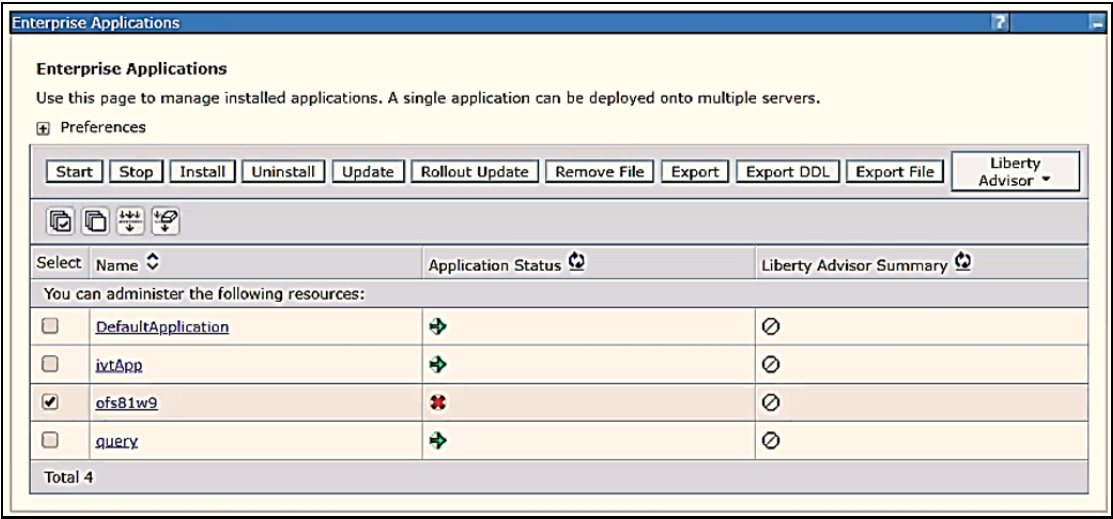 Enterprise Applications
?
Enterprise Applications
Use this page to manage installed applications. A single application can be deployed onto multiple servers.
Preferences
Start Stop Install Uninstall Update Rollout Update Remove File Export Export DDL Export File Liberty Advisor
Select Name Application Status Liberty Advisor Summary
You can administer the following resources:
DefaultApplication
ivtApp
ofs81w9
query
Total 4